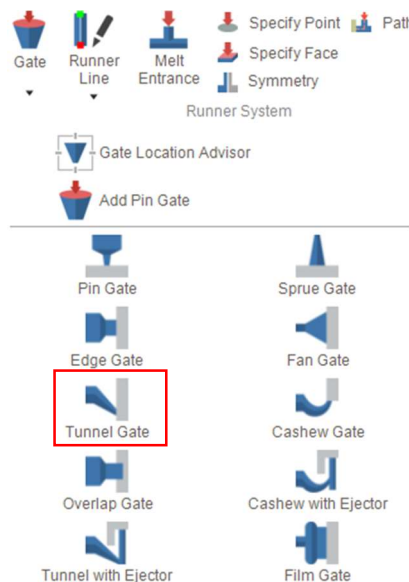 Gate
Runner Line
Melt Entrance
Specify Point
Path
Specify Face
Symmetry
Runner System
Gate Location Advisor
Add Pin Gate
Pin Gate
Sprue Gate
Edge Gate
Fan Gate
Tunnel Gate
Cashew Gate
Overlap Gate
Cashew with Ejector
Tunnel with Ejector
Film Gate